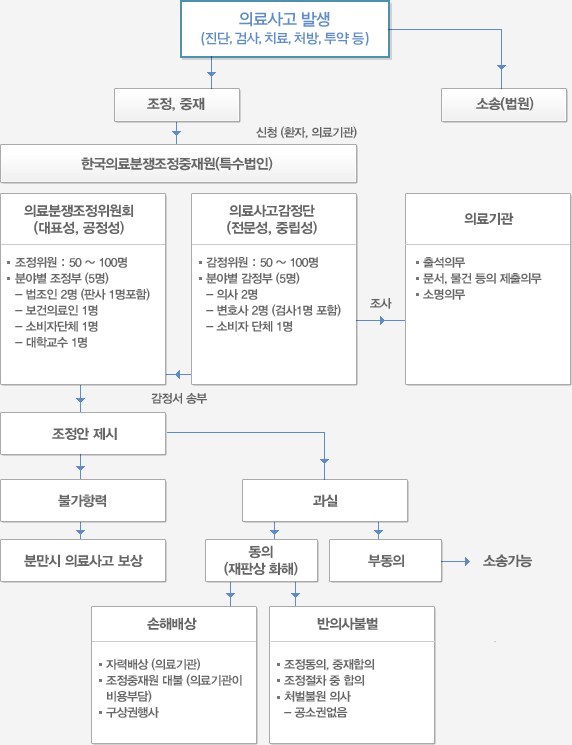 의료사고 발생
(진단, 검사, 치료, 처방, 투약 등)
조정, 중재
소송(법원)
신청 (환자, 의료기관)
한국의료분쟁조정중재원(특수법인)
의료분쟁조정위원회
(대표성, 공정성)
조정위원 : 50 ~ 100명
분야별 조정부 (5명)
– 법조인 2명 (판사 1명포함)
– 보건의료인 1명
– 소비자단체 1명
– 대학교수 1명
의료사고감정단
(전문성, 중립성)
감정위원 : 50 ~ 100명
분야별 감정부 (5명)
– 의사 2명
– 변호사 2명 (검사1명 포함)
– 소비자 단체 1명
조사
의료기관
출석의무
문서, 물건 등의 제출의무
소명의무
감정서 송부
조정안 제시
불가항력
과실
분만시 의료사고 보상
동의
(재판상 화해)
부동의
소송가능
손해배상
자력배상 (의료기관)
조정중재원 대불 (의료기관이
비용부담)
구상권행사
반의사불벌
조정동의, 중재합의
조정절차 중 합의
처벌불원 의사
– 공소권없음